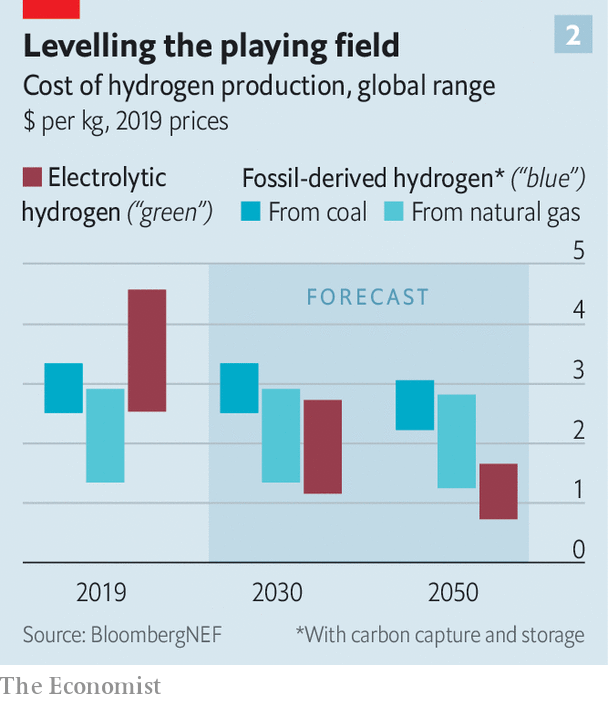 Levelling the playing field
2
Cost of hydrogen production, global range
$ per kg, 2019 prices
Electrolytic
hydrogen (“green”)
Fossil-derived hydrogen* (“blue”)
From coal
From natural gas
5
FORECAST
4
3
2
1
0
2019
2030
2050
Source: BloombergNEF
*With carbon capture and storage
The Economist